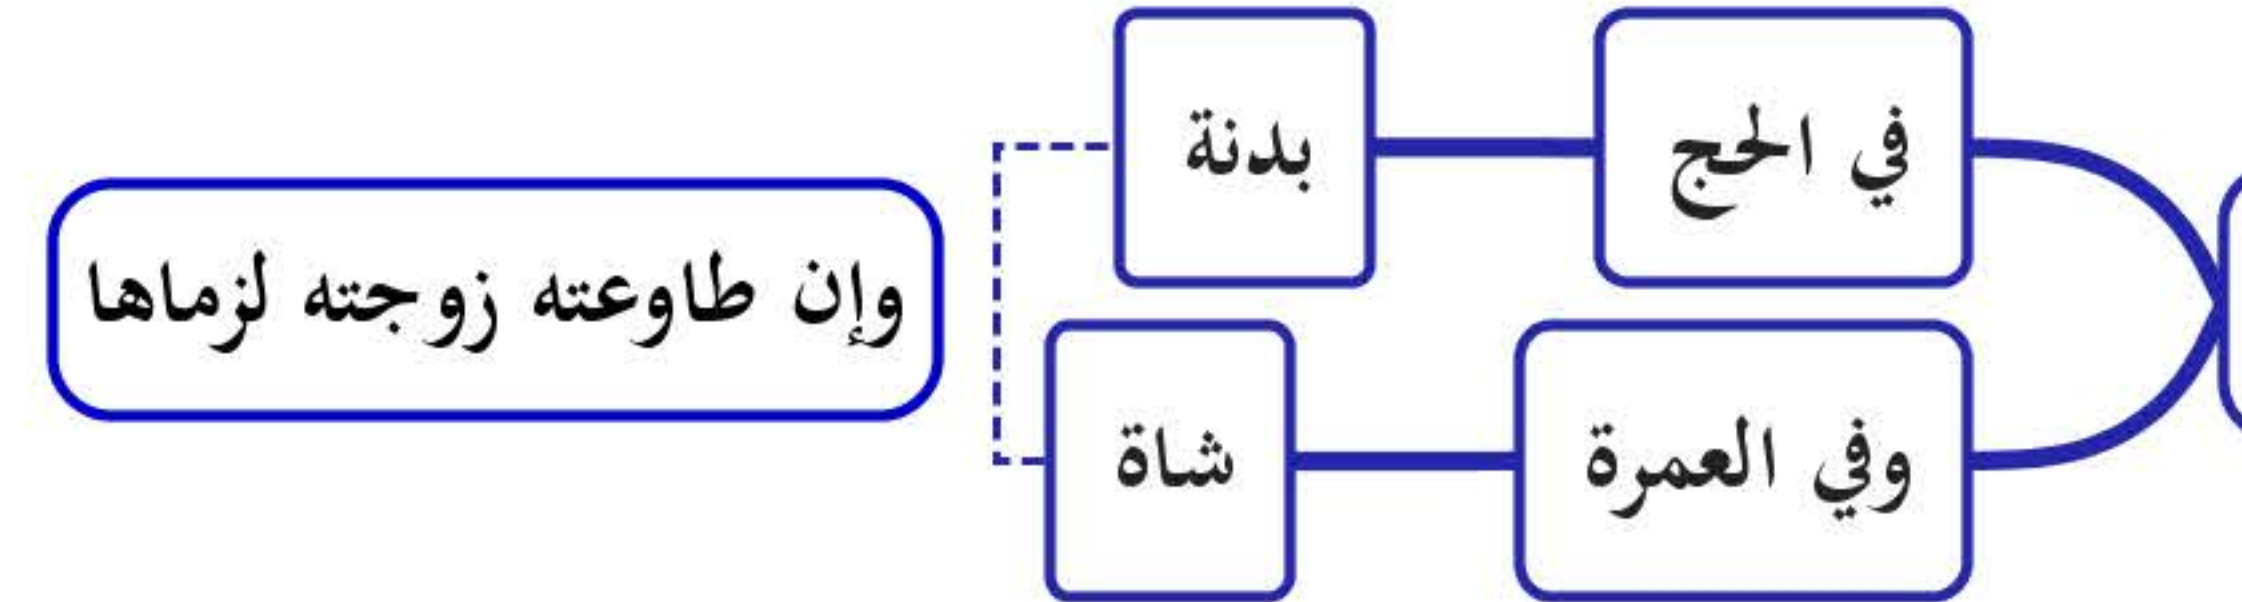 في الحج
بدنة
وفي العمرة
شاة
وإن طاوعته زوجته لزماها